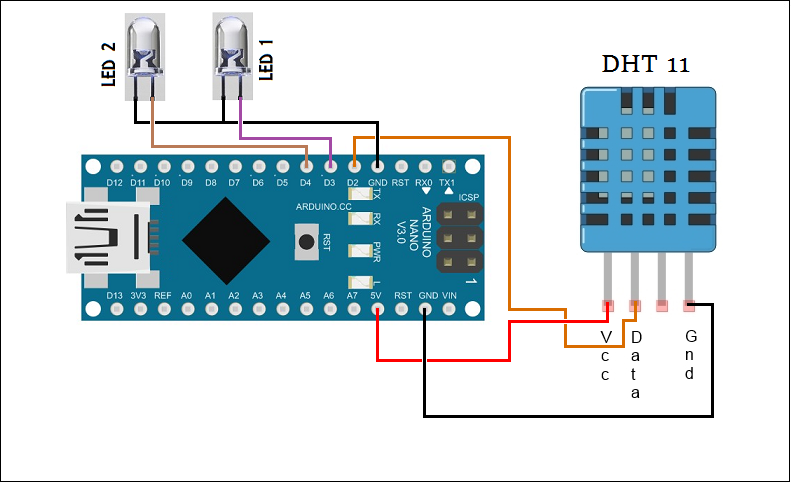 LED 2
LED 1
DHT 11
D12 D11 D10 D9 D8 D7 D6 D5 D4 D3 D2 GND RST RX0 TX1
ICSP
TX
RX
PWR
L
ARDUINO.CC
RST
ARDUINO
NANO
V3.0
1
D13 3V3 REF A0 A1 A2 A3 A4 A5 A6 A7 5V RST GND VIN
Vcc
Data
Gnd